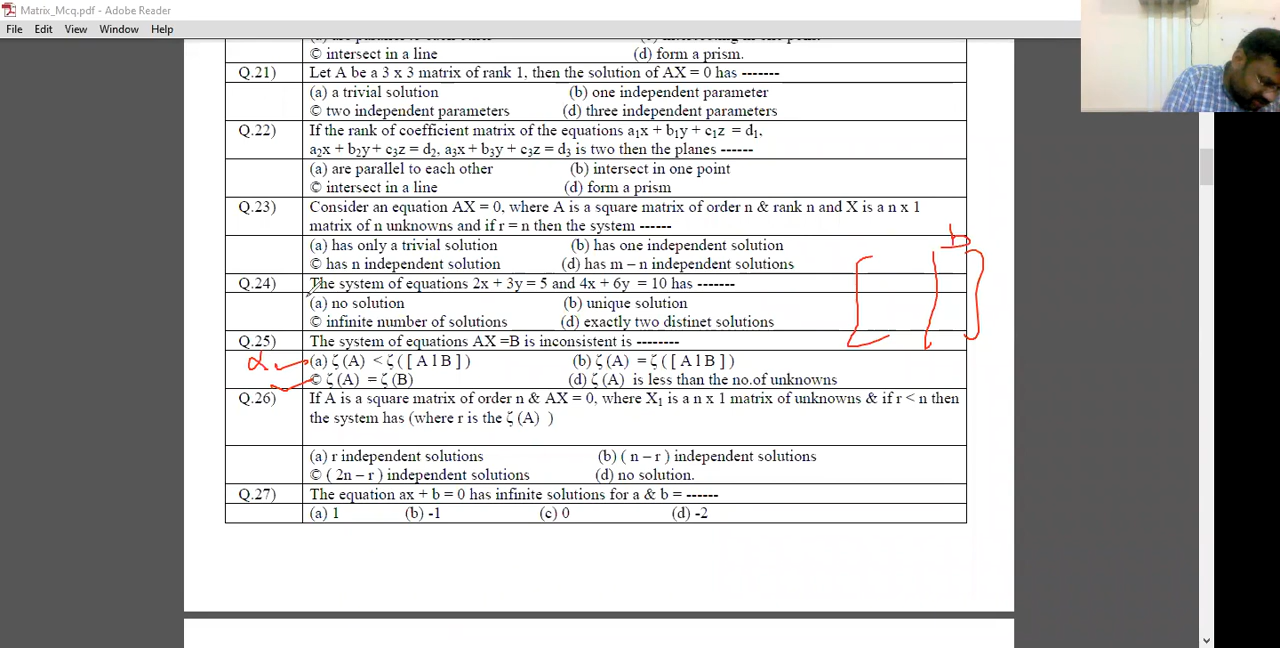 Matrix_Mcq.pdf - Adobe Reader
File Edit View Window Help
© intersect in a line (d) form a prism.
Q.21) Let A be a 3 x 3 matrix of rank 1, then the solution of AX = 0 has -------
(a) a trivial solution (b) one independent parameter
© two independent parameters (d) three independent parameters
Q.22) If the rank of coefficient matrix of the equations a₁x + b₁y + c₁z = d₁,
a₂x + b₂y + c₃z = d₂, a₃x + b₃y + c₃z = d₃ is two then the planes ------
(a) are parallel to each other (b) intersect in one point
© intersect in a line (d) form a prism
Q.23) Consider an equation AX = 0, where A is a square matrix of order n & rank n and X is a n x 1
matrix of n unknowns and if r = n then the system ------
(a) has only a trivial solution (b) has one independent solution
© has n independent solution (d) has m – n independent solutions
b
Q.24) The system of equations 2x + 3y = 5 and 4x + 6y = 10 has -------
(a) no solution (b) unique solution
© infinite number of solutions (d) exactly two distinet solutions
Q.25) The system of equations AX =B is inconsistent is --------
(a) ζ (A) < ζ ( [ A l B ] ) (b) ζ (A) = ζ ( [ A l B ] )
© ζ (A) = ζ (B) (d) ζ (A) is less than the no.of unknowns
Q.26) If A is a square matrix of order n & AX = 0, where X₁ is a n x 1 matrix of unknowns & if r < n then
the system has (where r is the ζ (A) )
(a) r independent solutions (b) ( n – r ) independent solutions
© ( 2n – r ) independent solutions (d) no solution.
Q.27) The equation ax + b = 0 has infinite solutions for a & b = ------
(a) 1 (b) -1 (c) 0 (d) -2